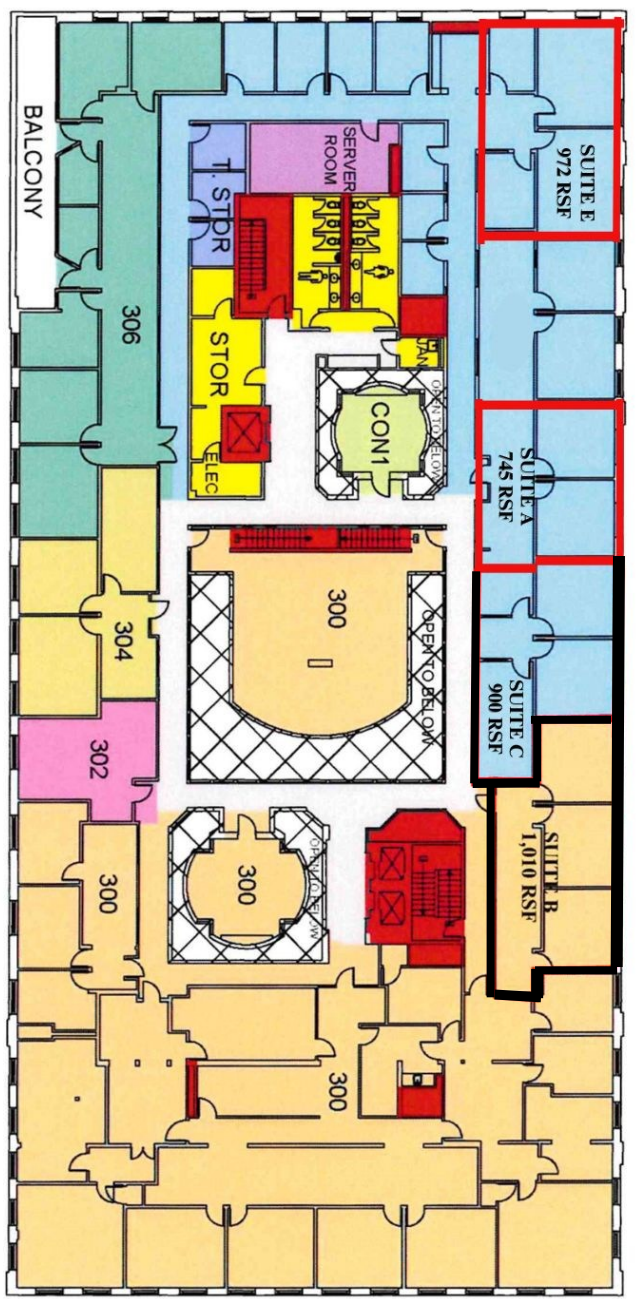 BALCONY
SUITE E
972 RSF
T. STOR
SERVER
ROOM
306
STOR
ELEC
JAN
CON1
OPEN TO BELOW
SUITE A
745 RSF
304
300
OPEN TO BELOW
SUITE C
900 RSF
302
300
300
OPEN TO BELOW
SUITE B
1,010 RSF
300